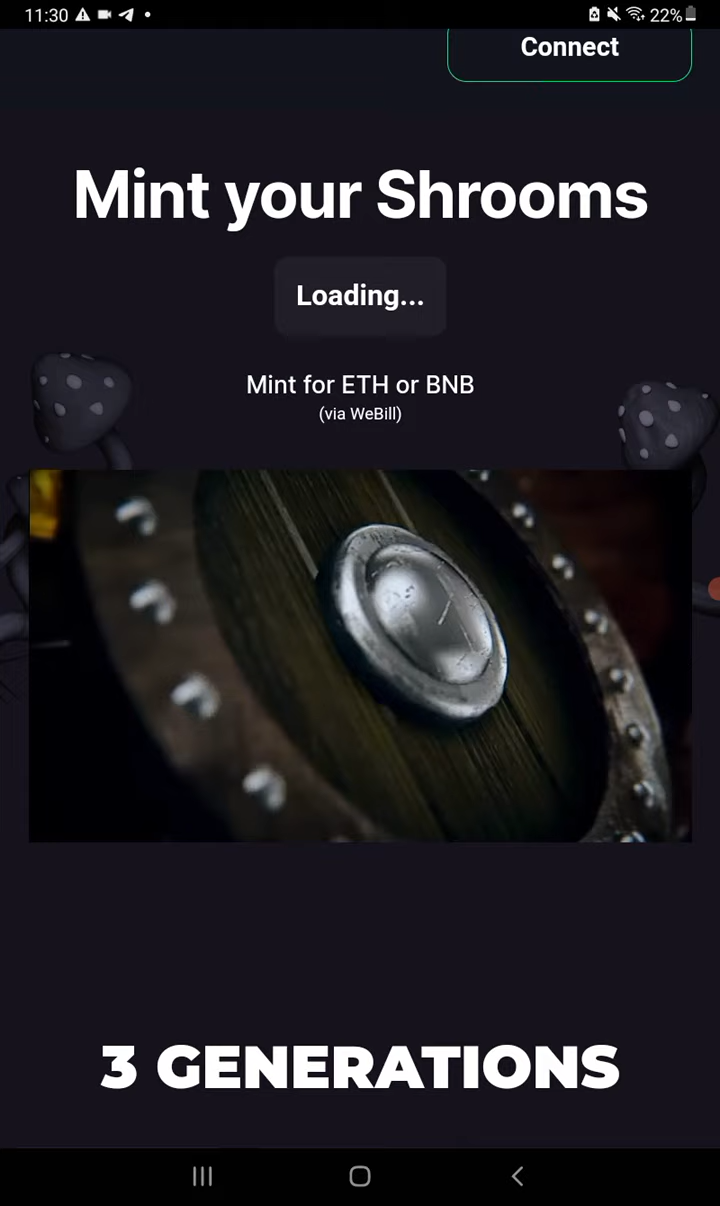 11:30 22%
Connect
Mint your Shrooms
Loading...
Mint for ETH or BNB
(via WeBill)
3 GENERATIONS